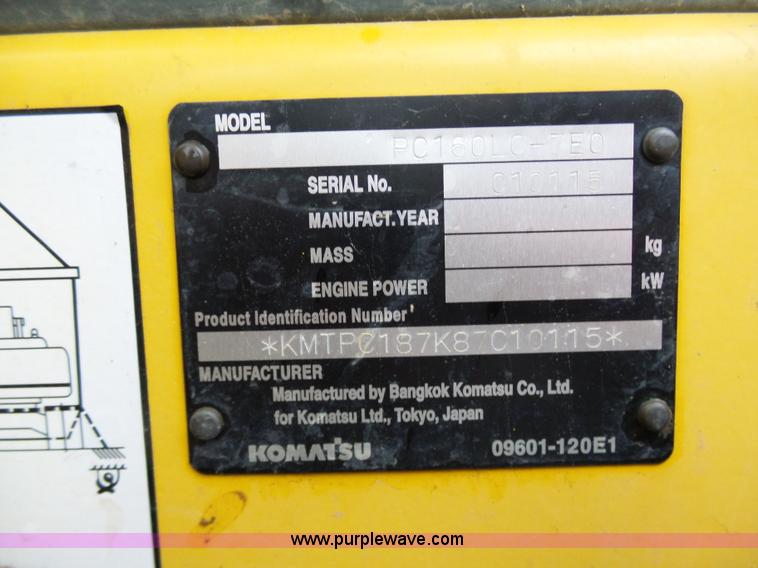 MODEL
PC180LC-7E0
SERIAL No.
C10115
MANUFACT.YEAR
MASS
kg
ENGINE POWER
kW
Product Identification Number
*KMTPC187K87C10115*
MANUFACTURER
Manufactured by Bangkok Komatsu Co., Ltd.
for Komatsu Ltd., Tokyo, Japan
KOMATSU
09601-120E1
www.purplewave.com